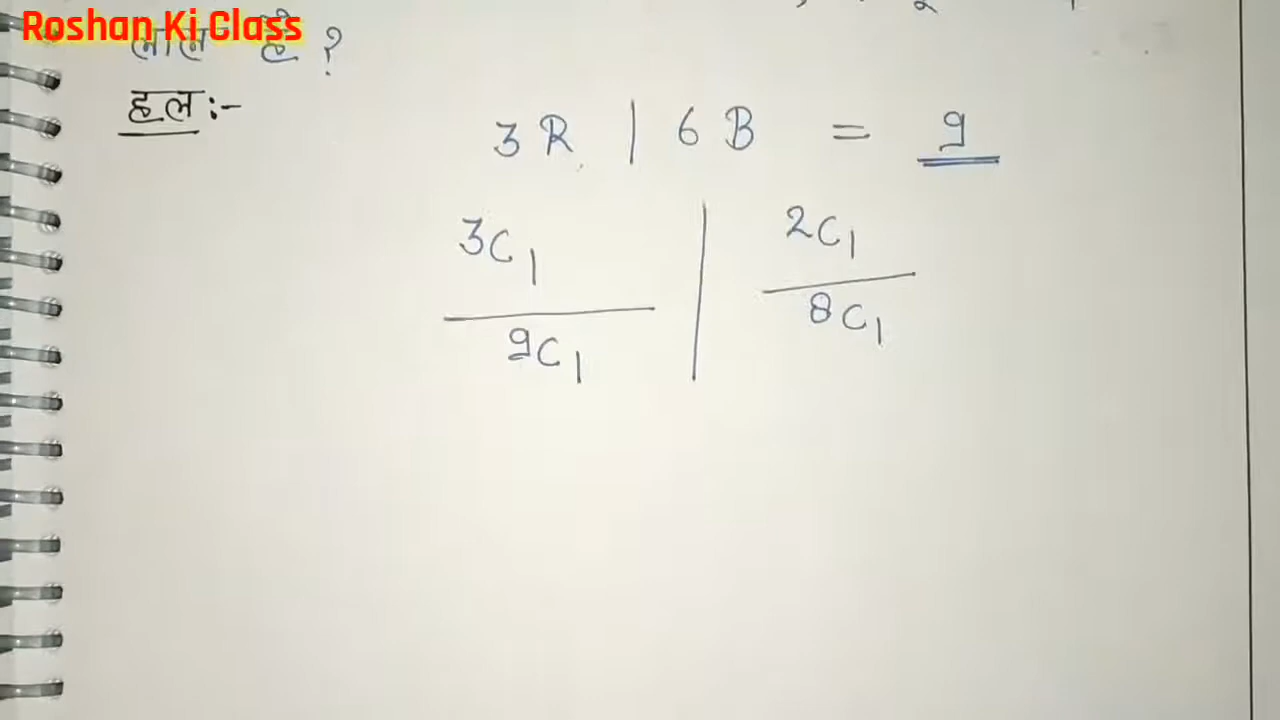 Roshan Ki Class
लाल है ?
हल :-
3R | 6B = 9
3C1 | 2C1
9C1 | 8C1